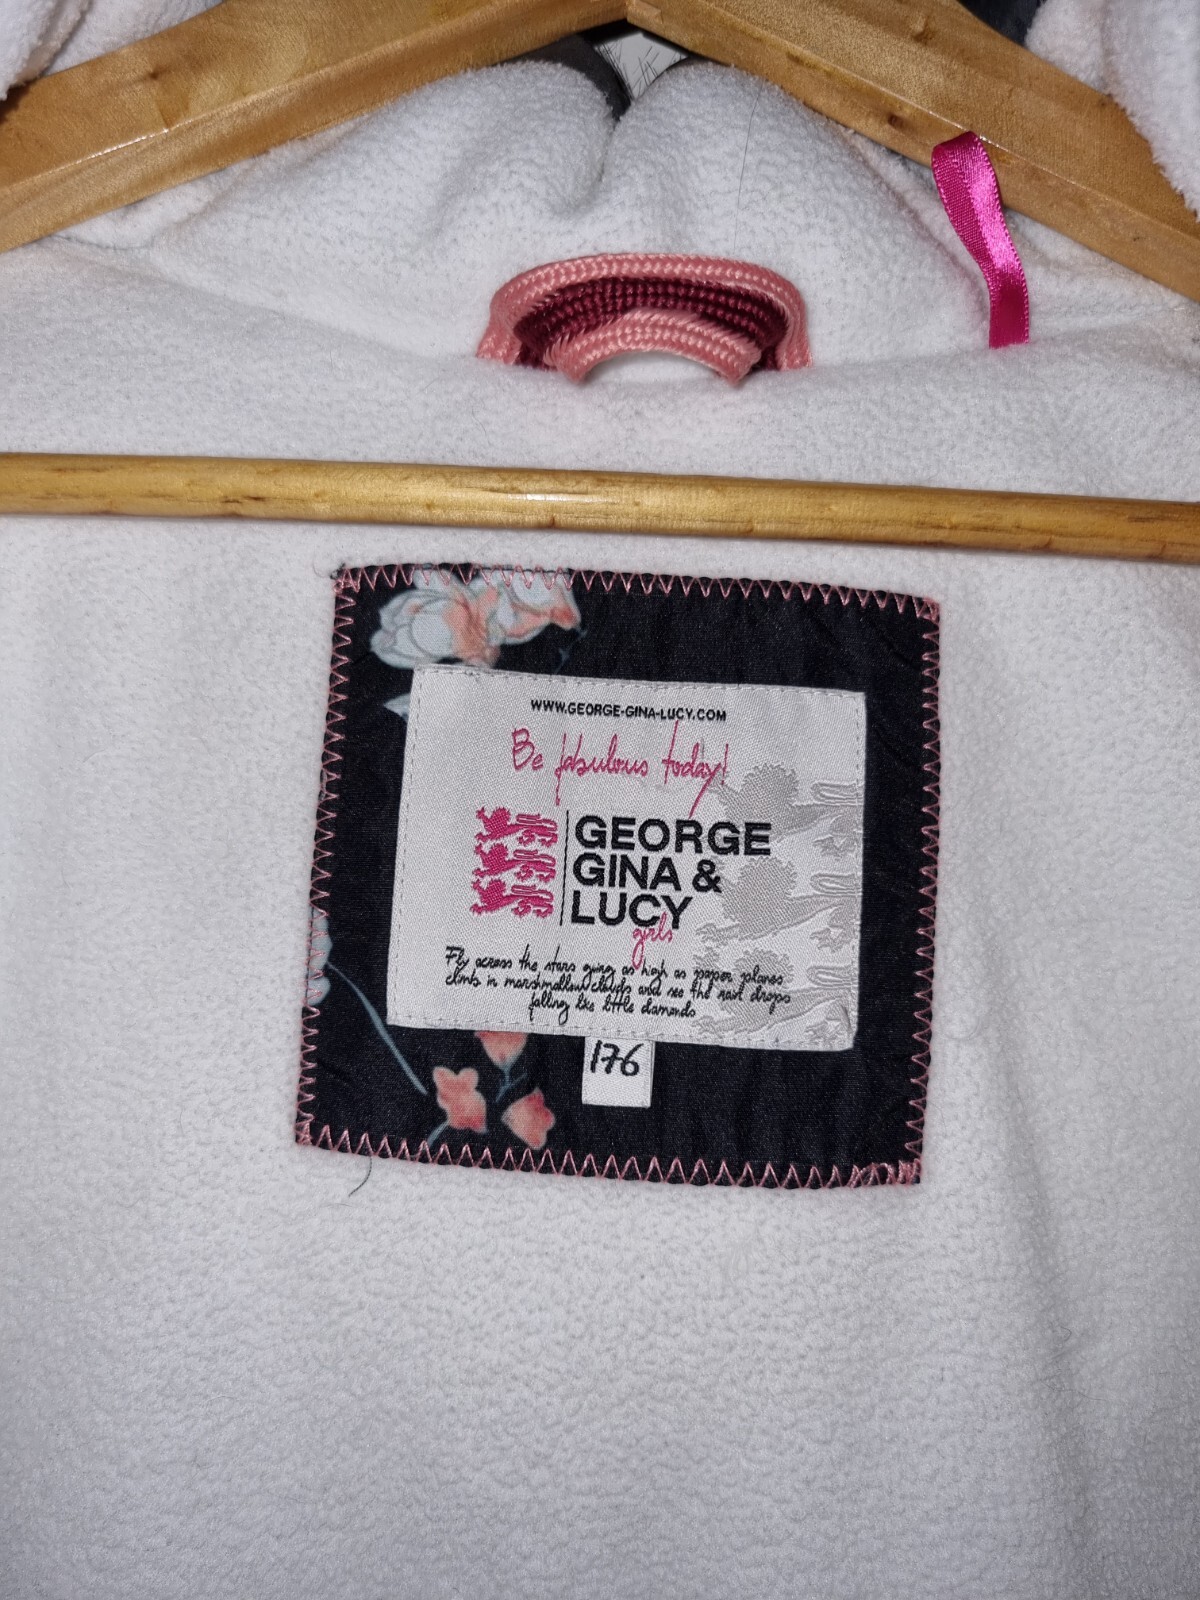 WWW.GEORGE-GINA-LUCY.COM
Be fabulous today!
GEORGE
GINA &
LUCY
girls
Fly across the stars going as high as paper planes
climb in marshmallow clouds and see the rain drops
falling like little diamonds
176